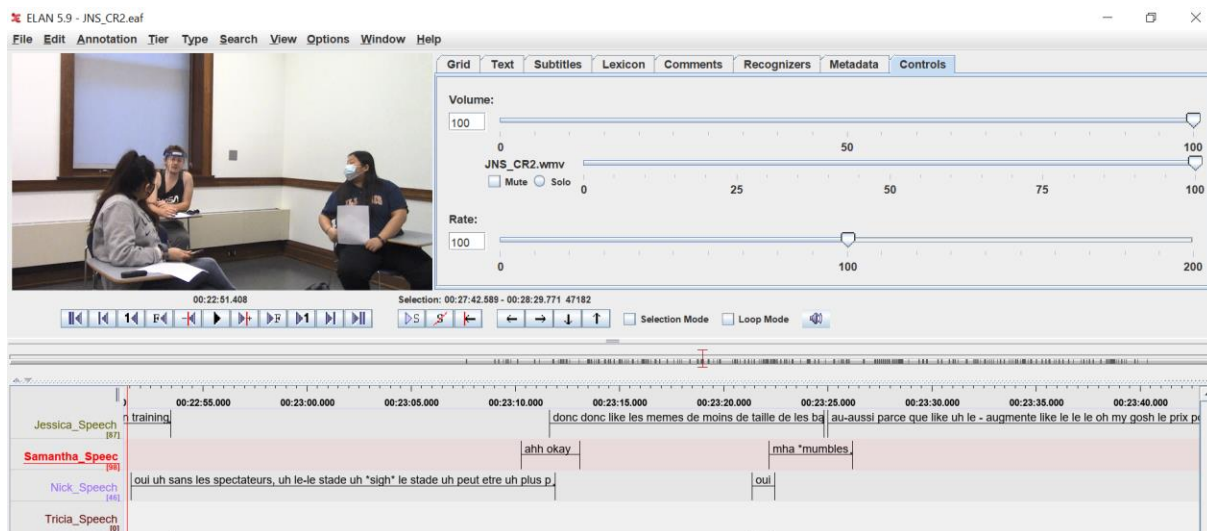 ELAN 5.9 - JNS_CR2.eaf
File Edit Annotation Tier Type Search View Options Window Help
Grid Text Subtitles Lexicon Comments Recognizers Metadata Controls
Volume:
100
0 50 100
JNS_CR2.wmv
Mute Solo 0 25 50 75 100
Rate:
100
0 100 200
00:22:51.408 Selection: 00:27:42.589 - 00:28:29.771 47182
Selection Mode Loop Mode
00:22:55.000 00:23:00.000 00:23:05.000 00:23:10.000 00:23:15.000 00:23:20.000 00:23:25.000 00:23:30.000 00:23:35.000 00:23:40.000
Jessica_Speech n training donc donc like les memes de moins de taille de les ba au-aussi parce que like uh le - augmente like le le le oh my gosh le prix po
[87]
Samantha_Speec ahh okay mha *mumbles
[98]
Nick_Speech oui uh sans les spectateurs, uh le-le stade uh *sigh* le stade uh peut etre uh plus p oui
[46]
Tricia_Speech
[0]